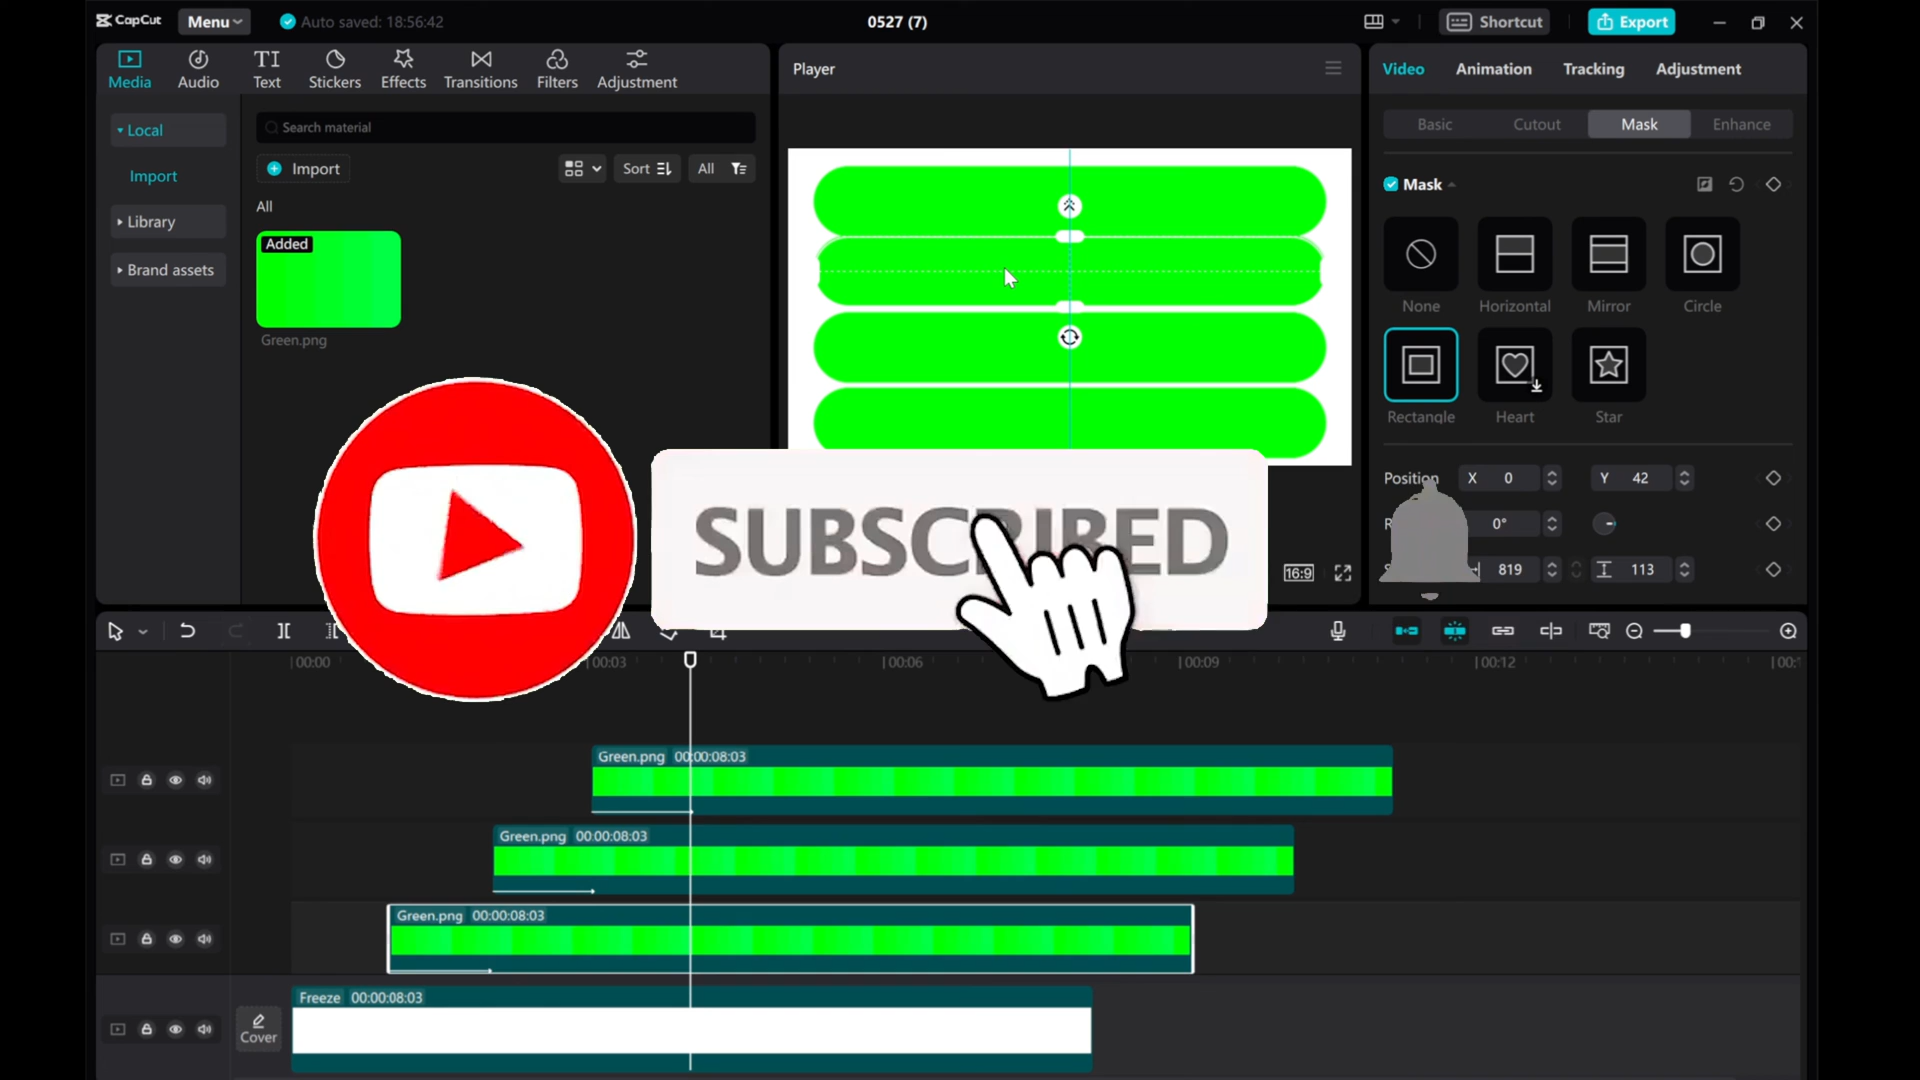 CapCut Menu Auto saved: 18:56:42 0527 (7) Shortcut Export
Media Audio Text Stickers Effects Transitions Filters Adjustment
Player
Video Animation Tracking Adjustment
Local
Import
Library
Brand assets
Search material
Import Sort All
All
Added
Green.png
Basic Cutout Mask Enhance
Mask
None Horizontal Mirror Circle
Rectangle Heart Star
Position X 0 Y 42
0°
819 113
16:9
SUBSCRIBED
00:00 00:03 00:06 00:09 00:12
Green.png 00:00:08:03
Green.png 00:00:08:03
Green.png 00:00:08:03
Freeze 00:00:08:03
Cover